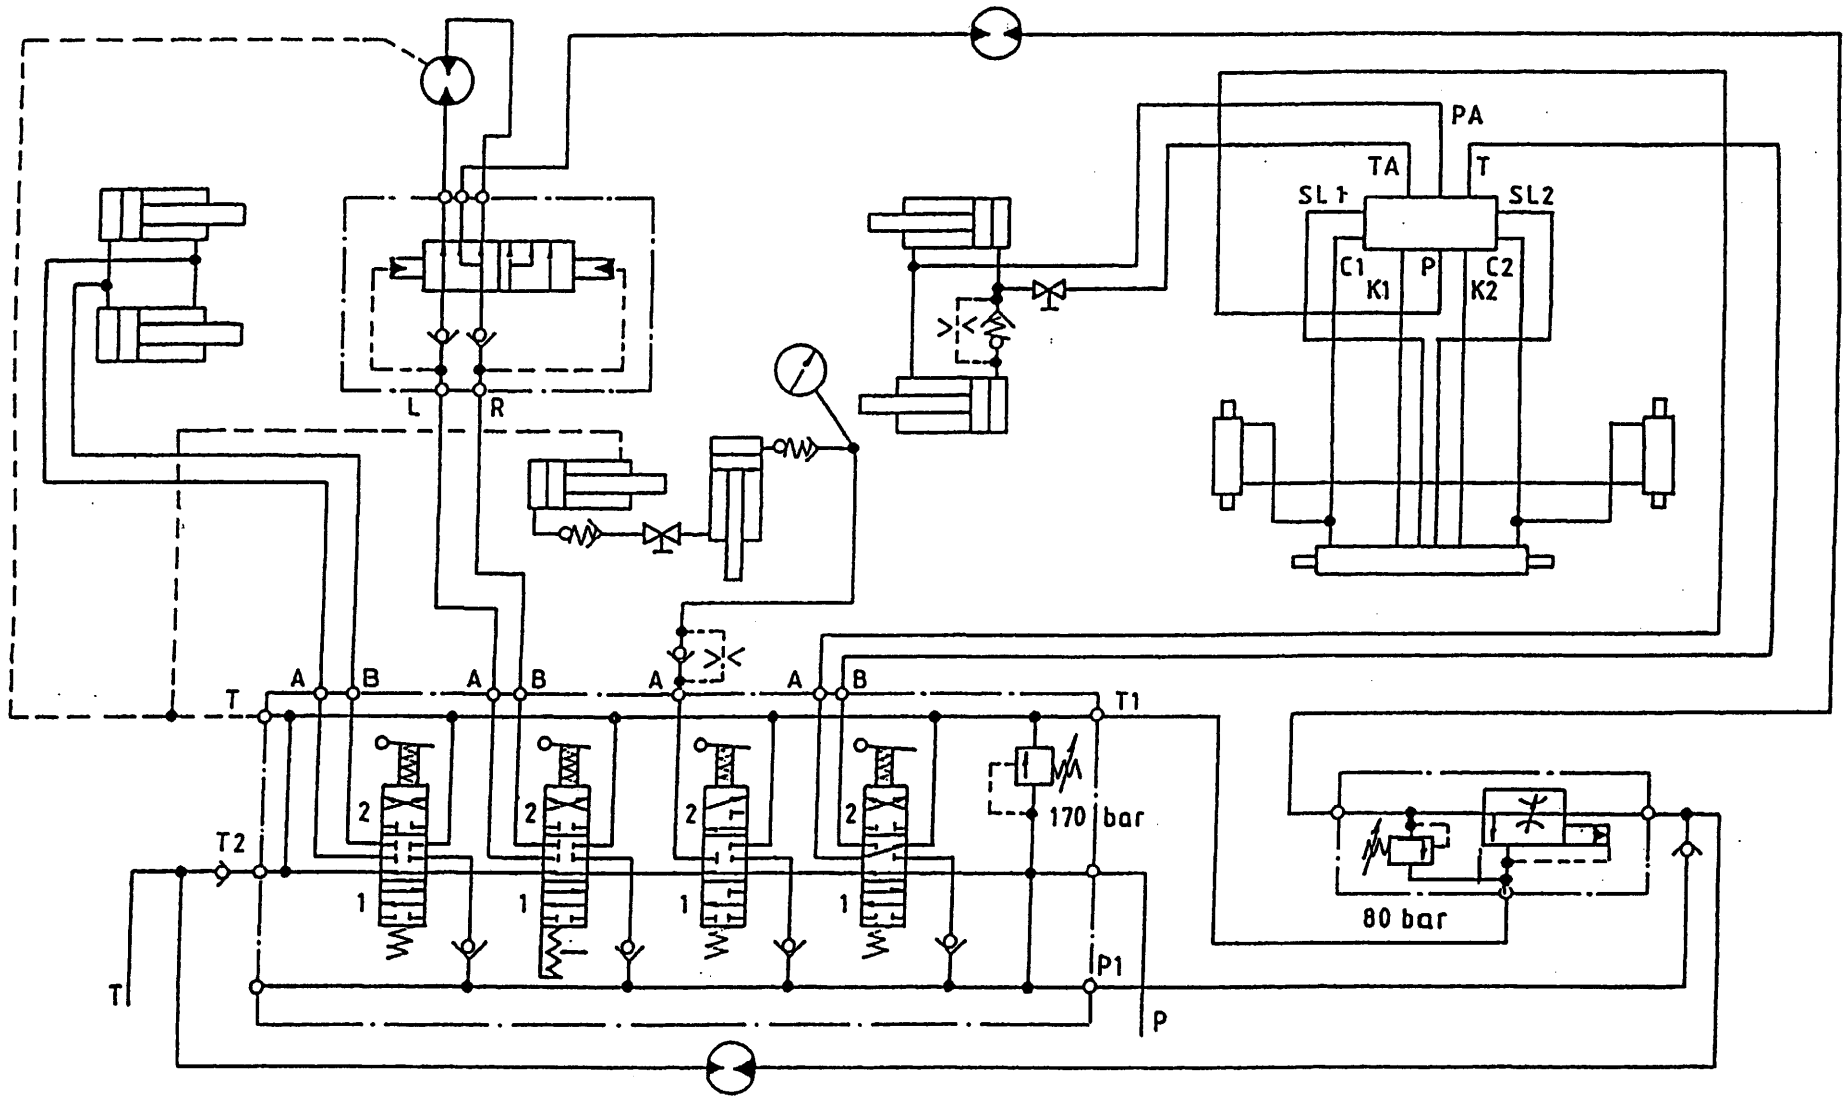 PA
TA T
SL1 SL2
C1 P C2
K1 K2
L R
A B A B A A B
T T1
2 2 2 2
170 bar
T2
1 1 1 1
80 bar
P1
T
P